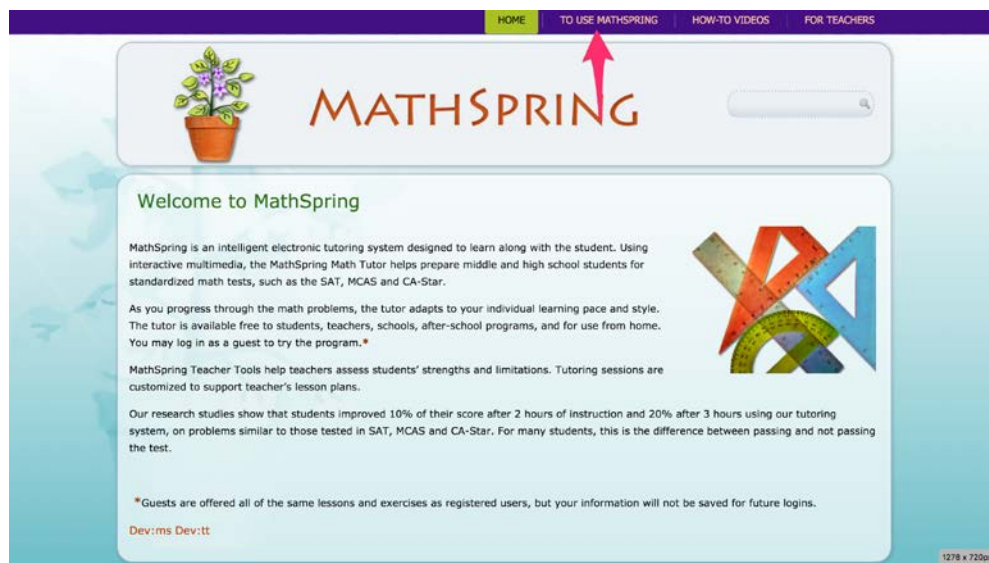 HOME TO USE MATHSPRING HOW-TO VIDEOS FOR TEACHERS
MATHSPRING
Welcome to MathSpring
MathSpring is an intelligent electronic tutoring system designed to learn along with the student. Using
interactive multimedia, the MathSpring Math Tutor helps prepare middle and high school students for
standardized math tests, such as the SAT, MCAS and CA-Star.
As you progress through the math problems, the tutor adapts to your individual learning pace and style.
The tutor is available free to students, teachers, schools, after-school programs, and for use from home.
You may log in as a guest to try the program.*
MathSpring Teacher Tools help teachers assess students' strengths and limitations. Tutoring sessions are
customized to support teacher's lesson plans.
Our research studies show that students improved 10% of their score after 2 hours of instruction and 20% after 3 hours using our tutoring
system, on problems similar to those tested in SAT, MCAS and CA-Star. For many students, this is the difference between passing and not passing
the test.
*Guests are offered all of the same lessons and exercises as registered users, but your information will not be saved for future logins.
Dev:ms Dev:tt
1278 x 720p